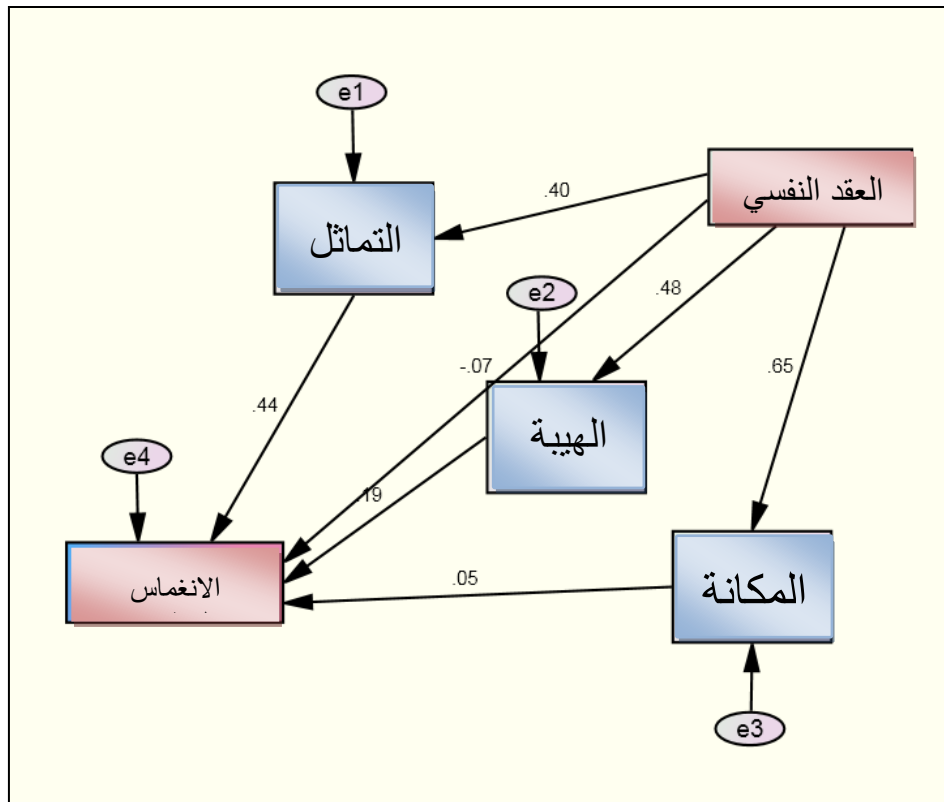 e1
العقد النفسي
.40
التماثل
e2
.48
-.07
.65
.44
الهيبة
e4
.19
الانغماس
.05
المكانة
e3